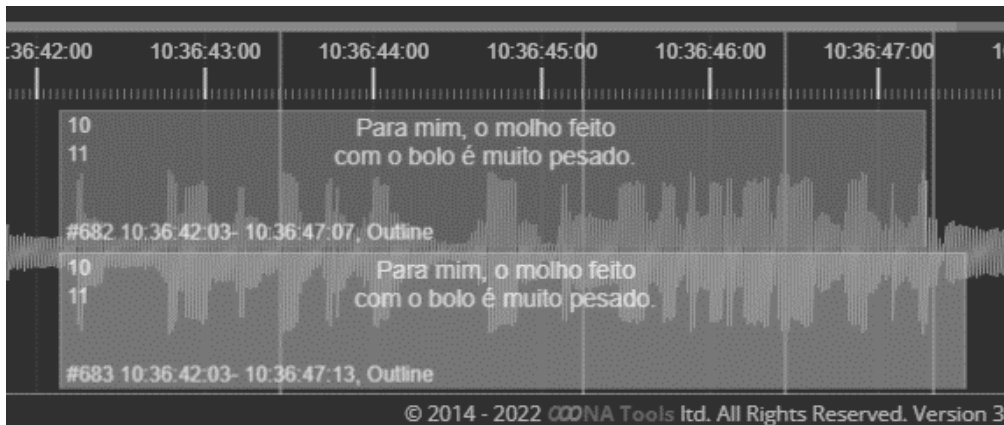 :36:42:00 10:36:43:00 10:36:44:00 10:36:45:00 10:36:46:00 10:36:47:00 1
10 Para mim, o molho feito
11 com o bolo é muito pesado.
#682 10:36:42:03- 10:36:47:07, Outline
10 Para mim, o molho feito
11 com o bolo é muito pesado.
#683 10:36:42:03- 10:36:47:13, Outline
© 2014 - 2022 OOONA Tools ltd. All Rights Reserved. Version 3